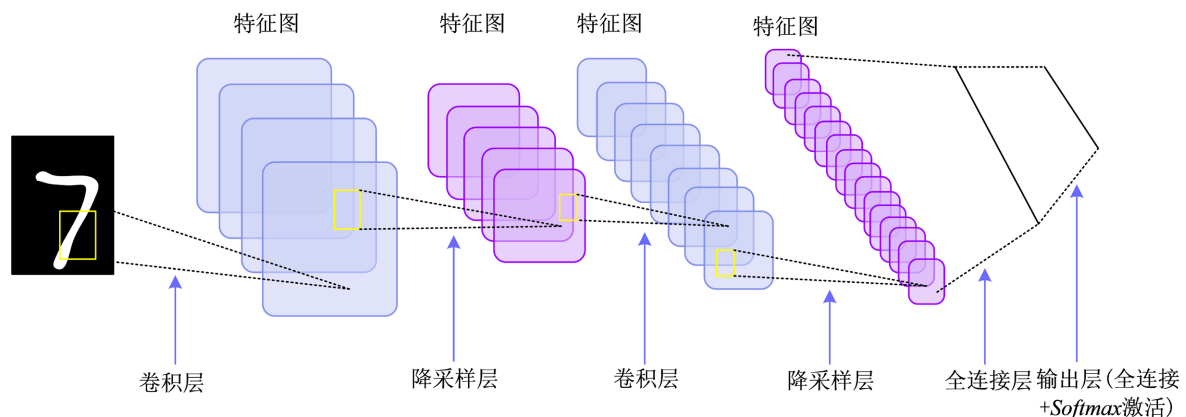 特征图
特征图
特征图
特征图
卷积层
降采样层
卷积层
降采样层
全连接层
输出层(全连接
+Softmax激活)